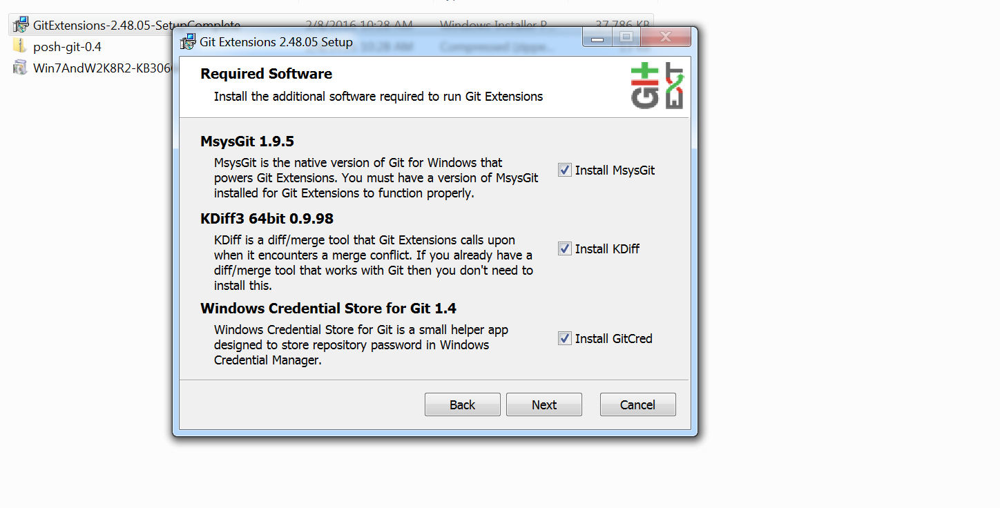 GitExtensions-2.48.05-SetupComplete 2/8/2016 10:28 AM Windows Installer P... 37,786 KB
posh-git-0.4 10:28 AM Compressed (zippe...
Win7AndW2K8R2-KB306
Git Extensions 2.48.05 Setup
Required Software
Install the additional software required to run Git Extensions
Git
EXT
MsysGit 1.9.5
MsysGit is the native version of Git for Windows that
powers Git Extensions. You must have a version of MsysGit
installed for Git Extensions to function properly.
Install MsysGit
KDiff3 64bit 0.9.98
KDiff is a diff/merge tool that Git Extensions calls upon
when it encounters a merge conflict. If you already have a
diff/merge tool that works with Git then you don't need to
install this.
Install KDiff
Windows Credential Store for Git 1.4
Windows Credential Store for Git is a small helper app
designed to store repository password in Windows
Credential Manager.
Install GitCred
Back
Next
Cancel